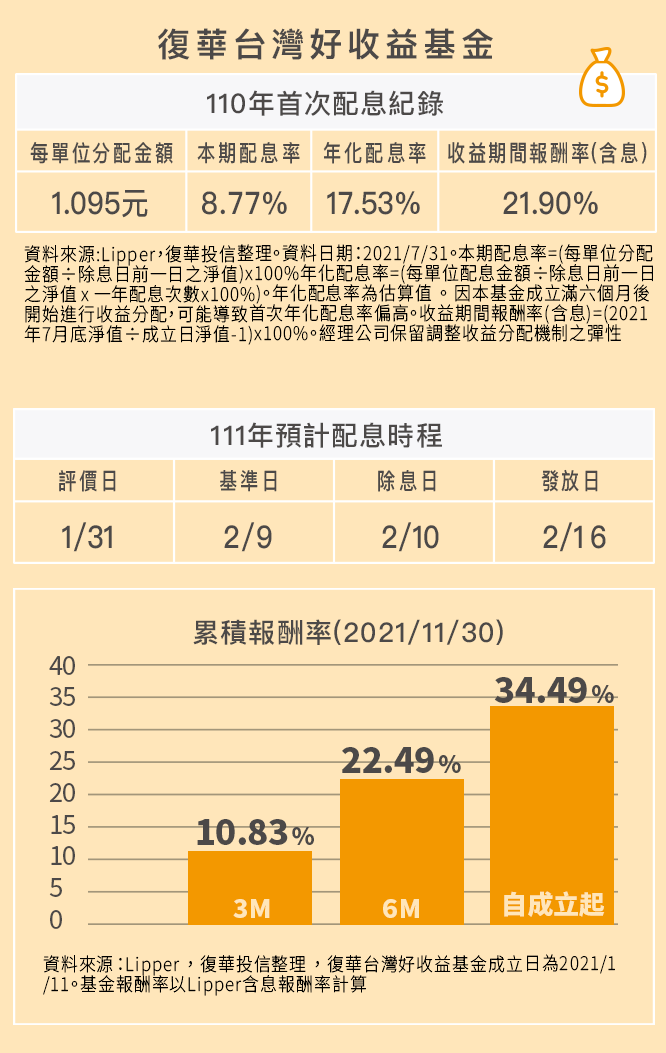 復華台灣好收益基金
$
110年首次配息紀錄
每單位分配金額 本期配息率 年化配息率 收益期間報酬率(含息)
1.095元 8.77% 17.53% 21.90%
資料來源:Lipper,復華投信整理。資料日期:2021/7/31。本期配息率=(每單位分配
金額÷除息日前一日之淨值)x100%年化配息率=(每單位配息金額÷除息日前一日
之淨值 x 一年配息次數x100%)。年化配息率為估算值 。 因本基金成立滿六個月後
開始進行收益分配,可能導致首次年化配息率偏高。收益期間報酬率(含息)=(2021
年7月底淨值÷成立日淨值-1)x100%。經理公司保留調整收益分配機制之彈性
111年預計配息時程
評價日 基準日 除息日 發放日
1/31 2/9 2/10 2/16
累積報酬率(2021/11/30)
40
35
34.49%
30
25
22.49%
20
15
10.83%
10
5
3M 6M 自成立起
0
資料來源:Lipper , 復華投信整理 , 復華台灣好收益基金成立日為2021/1
/11。基金報酬率以Lipper含息報酬率計算